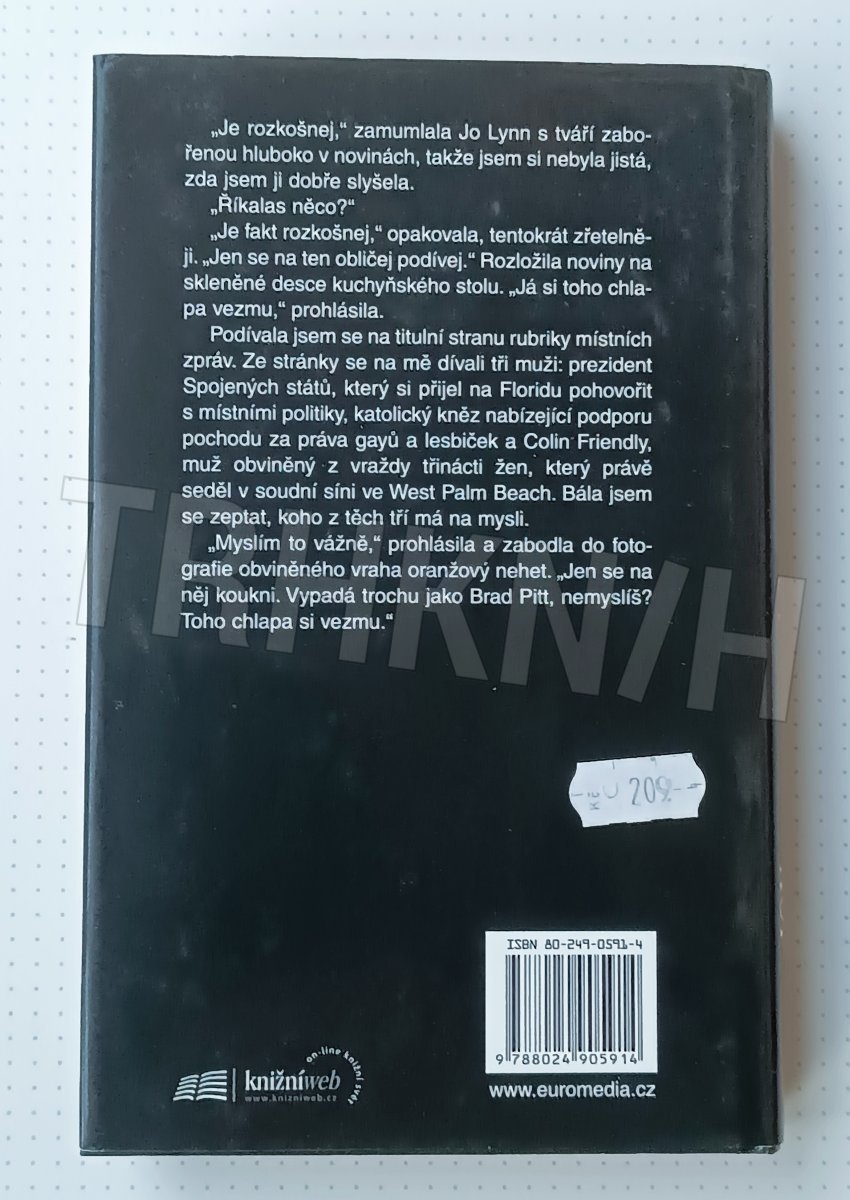 „Je rozkošnej,“ zamumlala Jo Lynn s tváří zabo-
řenou hluboko v novinách, takže jsem si nebyla jistá,
zda jsem ji dobře slyšela.
„Říkalas něco?“
„Je fakt rozkošnej,“ opakovala, tentokrát zřetelně-
ji. „Jen se na ten obličej podívej.“ Rozložila noviny na
skleněné desce kuchyňského stolu. „Já si toho chla-
pa vezmu,“ prohlásila.
Podívala jsem se na titulní stranu rubriky místních
zpráv. Ze stránky se na mě dívali tři muži: prezident
Spojených států, který si přijel na Floridu pohovořit
s místními politiky, katolický kněz nabízející podporu
pochodu za práva gayů a lesbiček a Colin Friendly,
muž obviněný z vraždy třinácti žen, který právě
seděl v soudní síni ve West Palm Beach. Bála jsem
se zeptat, koho z těch tří má na mysli.
„Myslím to vážně,“ prohlásila a zabodla do foto-
grafie obviněného vraha oranžový nehet. „Jen se na
něj koukni. Vypadá trochu jako Brad Pitt, nemyslíš?
Toho chlapa si vezmu.“
TRHKNIH
209.-
ISBN 80-249-0591-4
9 788024 905914
www.euromedia.cz
knižníweb
www.knizniweb.cz
on-line knižní svět